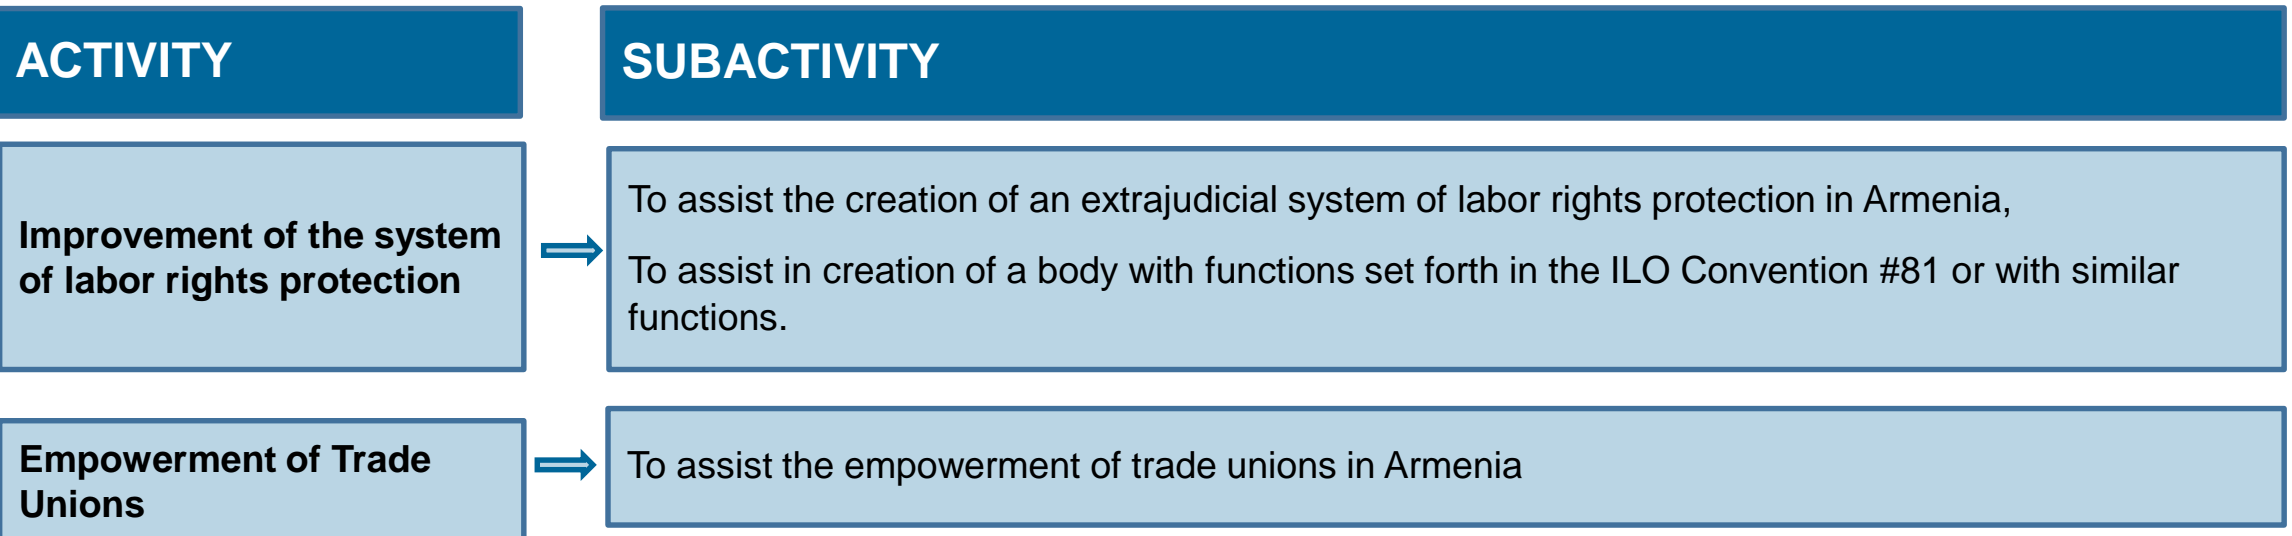 ACTIVITY
SUBACTIVITY
Improvement of the system
of labor rights protection
To assist the creation of an extrajudicial system of labor rights protection in Armenia,
To assist in creation of a body with functions set forth in the ILO Convention #81 or with similar
functions.
Empowerment of Trade
Unions
To assist the empowerment of trade unions in Armenia